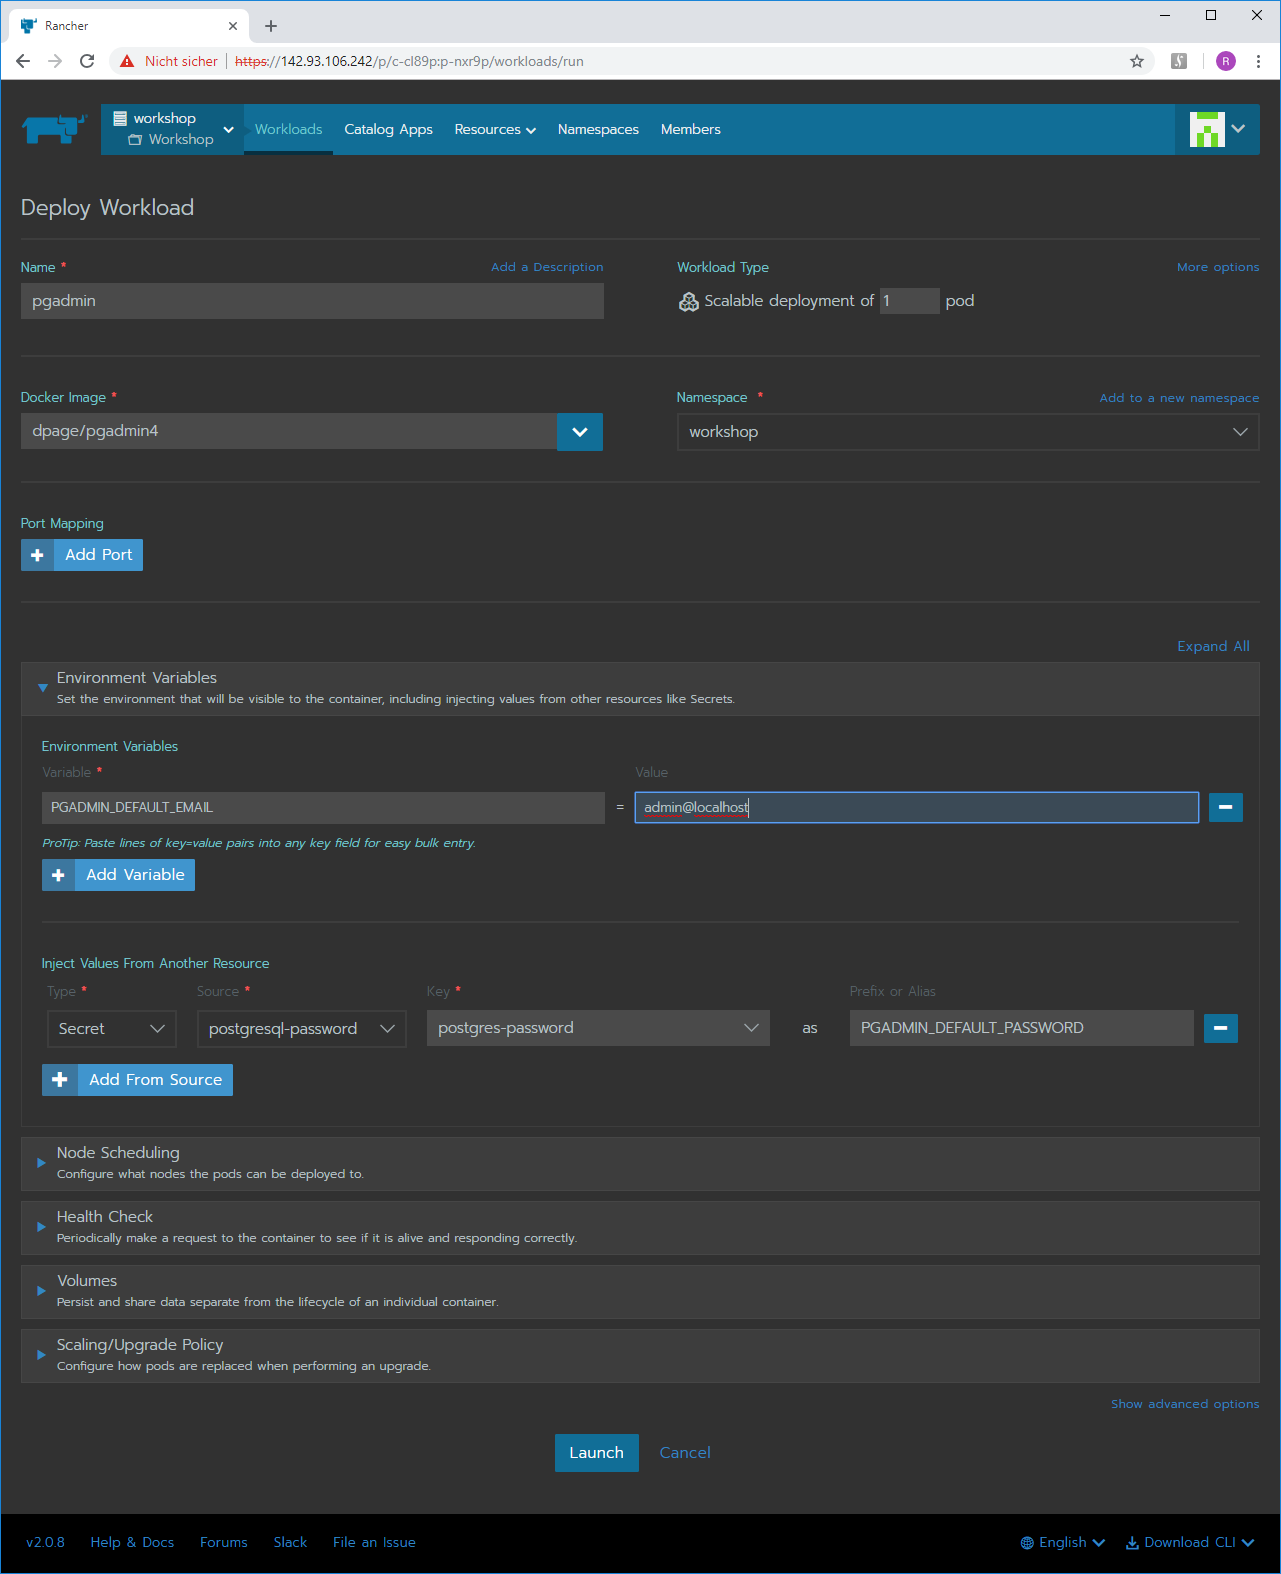 Rancher
Nicht sicher
https://142.93.106.242/p/c-cl89p:p-nxr9p/workloads/run
R
workshop
Workshop
Workloads
Catalog Apps
Resources
Namespaces
Members
Deploy Workload
Name *
Add a Description
Workload Type
More options
pgadmin
Scalable deployment of 1 pod
Docker Image *
Namespace *
Add to a new namespace
dpage/pgadmin4
workshop
Port Mapping
Add Port
Expand All
Environment Variables
Set the environment that will be visible to the container, including injecting values from other resources like Secrets.
Environment Variables
Variable *
Value
PGADMIN_DEFAULT_EMAIL
=
admin@localhost
ProTip: Paste lines of key=value pairs into any key field for easy bulk entry.
Add Variable
Inject Values From Another Resource
Type *
Source *
Key *
Prefix or Alias
Secret
postgresql-password
postgres-password
as
PGADMIN_DEFAULT_PASSWORD
Add From Source
Node Scheduling
Configure what nodes the pods can be deployed to.
Health Check
Periodically make a request to the container to see if it is alive and responding correctly.
Volumes
Persist and share data separate from the lifecycle of an individual container.
Scaling/Upgrade Policy
Configure how pods are replaced when performing an upgrade.
Show advanced options
Launch
Cancel
v2.0.8
Help & Docs
Forums
Slack
File an Issue
English
Download CLI